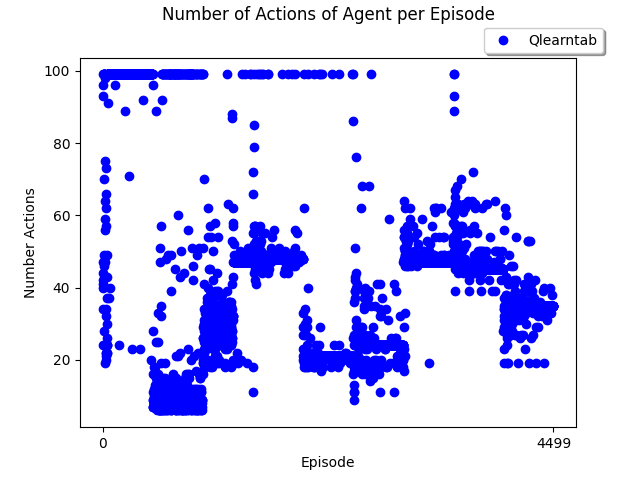 Number of Actions of Agent per Episode
Qlearntab
100
80
60
40
20
Number Actions
0
4499
Episode